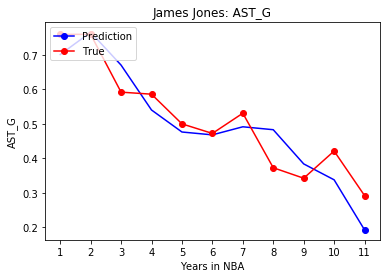 James Jones: AST_G
Prediction
True
AST_G
0.7
0.6
0.5
0.4
0.3
0.2
1 2 3 4 5 6 7 8 9 10 11
Years in NBA